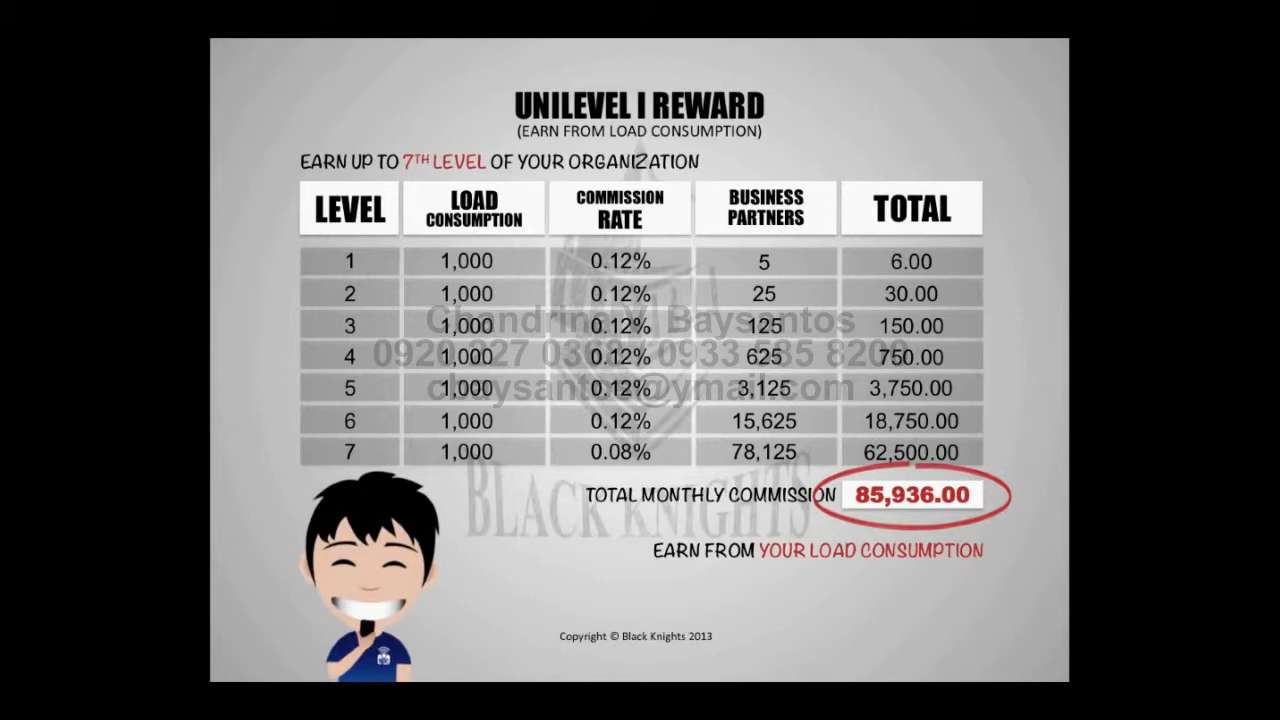 UNILEVEL I REWARD
(EARN FROM LOAD CONSUMPTION)
EARN UP TO 7TH LEVEL OF YOUR ORGANIZATION
LEVEL LOAD CONSUMPTION COMMISSION RATE BUSINESS PARTNERS TOTAL
1 1,000 0.12% 5 6.00
2 1,000 0.12% 25 30.00
3 1,000 0.12% 125 150.00
4 1,000 0.12% 625 750.00
5 1,000 0.12% 3,125 3,750.00
6 1,000 0.12% 15,625 18,750.00
7 1,000 0.08% 78,125 62,500.00
BLACK KNIGHTS
TOTAL MONTHLY COMMISSION 85,936.00
EARN FROM YOUR LOAD CONSUMPTION
Copyright © Black Knights 2013